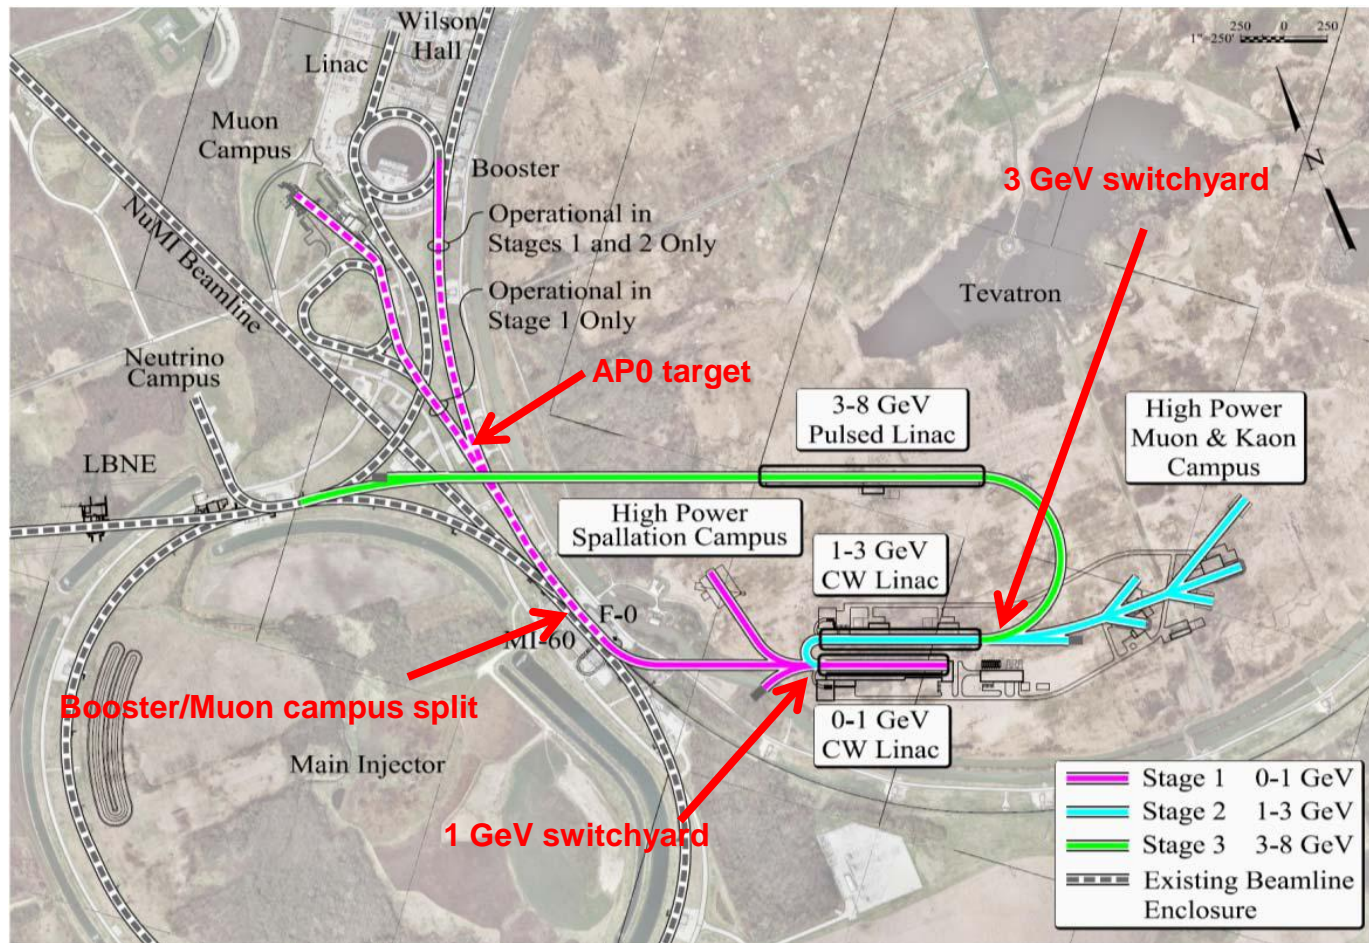 Wilson
Hall
Linac
250 0 250
1"=250'
N
Muon
Campus
Booster
3 GeV switchyard
NuMI Beamline
Operational in
Stages 1 and 2 Only
Operational in
Stage 1 Only
Tevatron
Neutrino
Campus
AP0 target
3-8 GeV
Pulsed Linac
High Power
Muon & Kaon
Campus
LBNE
High Power
Spallation Campus
1-3 GeV
CW Linac
F-0
MI-60
Booster/Muon campus split
0-1 GeV
CW Linac
Main Injector
1 GeV switchyard
Stage 1 0-1 GeV
Stage 2 1-3 GeV
Stage 3 3-8 GeV
Existing Beamline
Enclosure